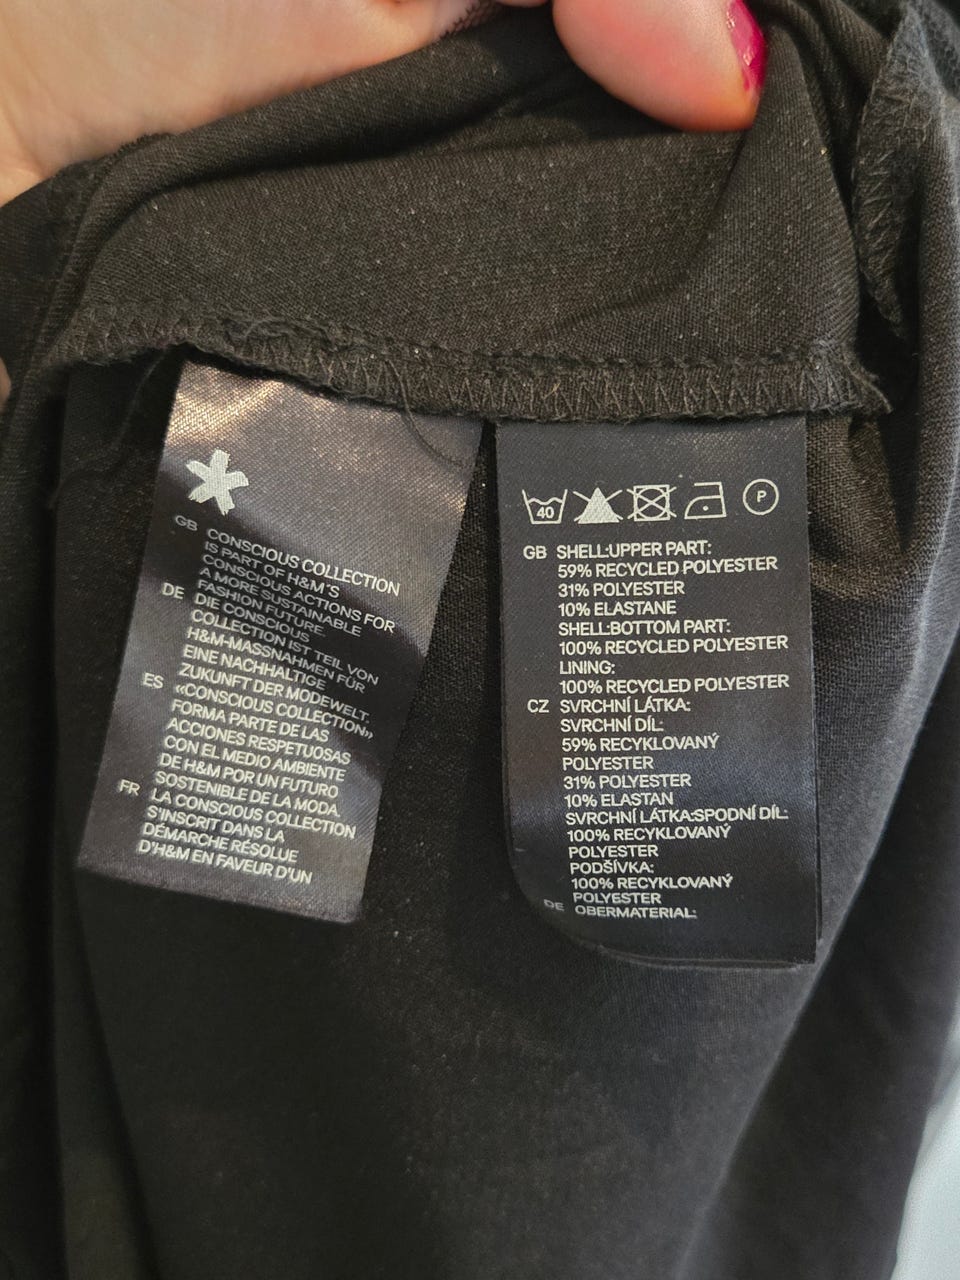 GB CONSCIOUS COLLECTION
IS PART OF H&M'S
CONSCIOUS ACTIONS FOR
A MORE SUSTAINABLE
FASHION FUTURE.
DE DIE CONSCIOUS
COLLECTION IST TEIL VON
H&M-MASSNAHMEN FÜR
EINE NACHHALTIGE
ZUKUNFT DER MODEWELT.
ES «CONSCIOUS COLLECTION»
FORMA PARTE DE LAS
ACCIONES RESPETUOSAS
CON EL MEDIO AMBIENTE
DE H&M POR UN FUTURO
SOSTENIBLE DE LA MODA.
FR LA CONSCIOUS COLLECTION
S'INSCRIT DANS LA
DÉMARCHE RÉSOLUE
D'H&M EN FAVEUR D'UN
40 P
GB SHELL:UPPER PART:
59% RECYCLED POLYESTER
31% POLYESTER
10% ELASTANE
SHELL:BOTTOM PART:
100% RECYCLED POLYESTER
LINING:
100% RECYCLED POLYESTER
CZ SVRCHNÍ LÁTKA:
SVRCHNÍ DÍL:
59% RECYKLOVANÝ
POLYESTER
31% POLYESTER
10% ELASTAN
SVRCHNÍ LÁTKA:SPODNÍ DÍL:
100% RECYKLOVANÝ
POLYESTER
PODŠÍVKA:
100% RECYKLOVANÝ
POLYESTER
DE OBERMATERIAL: